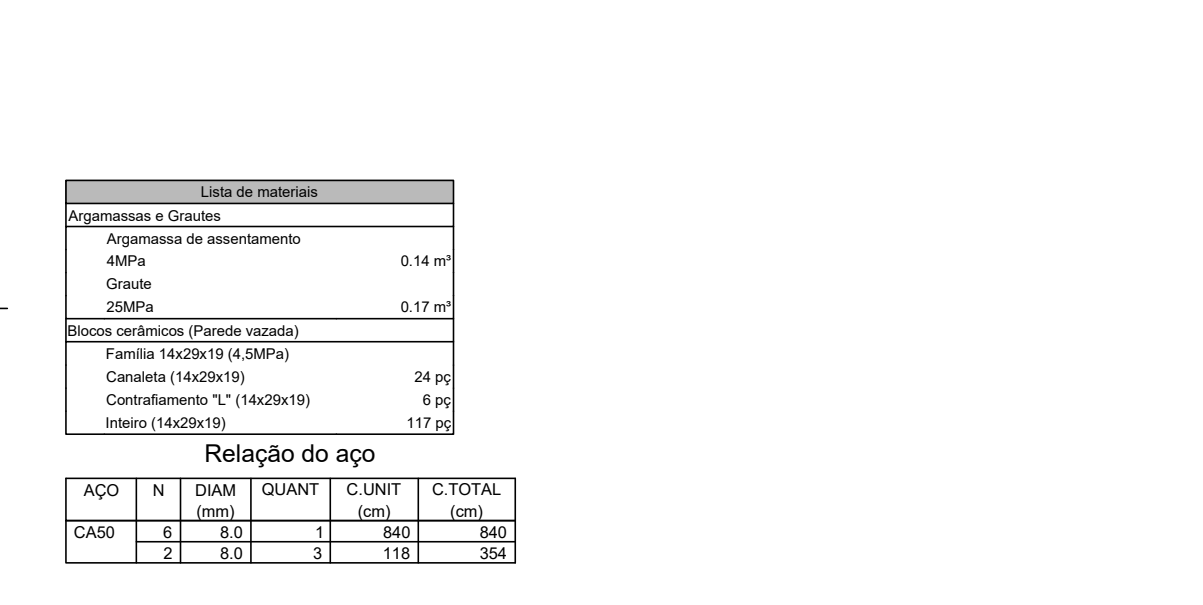 Lista de materiais
Argamassas e Grautes
Argamassa de assentamento
4MPa 0.14 m³
Graute
25MPa 0.17 m³
Blocos cerâmicos (Parede vazada)
Família 14x29x19 (4,5MPa)
Canaleta (14x29x19) 24 pç
Contrafiamento "L" (14x29x19) 6 pç
Inteiro (14x29x19) 117 pç
Relação do aço
AÇO N DIAM QUANT C.UNIT C.TOTAL
(mm) (cm) (cm)
CA50 6 8.0 1 840 840
2 8.0 3 118 354